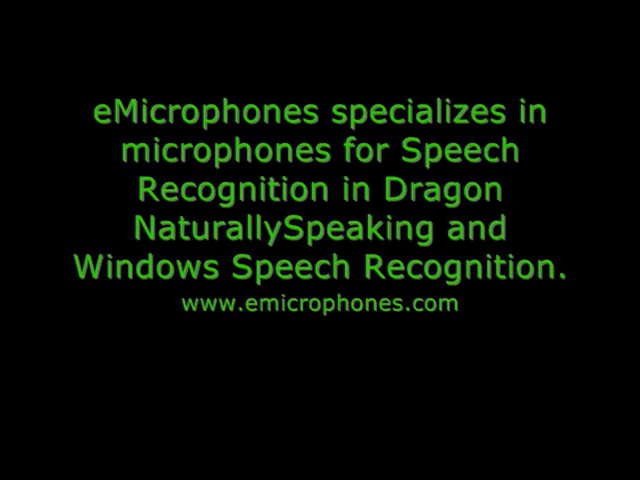 eMicrophones specializes in
microphones for Speech
Recognition in Dragon
NaturallySpeaking and
Windows Speech Recognition.
www.emicrophones.com